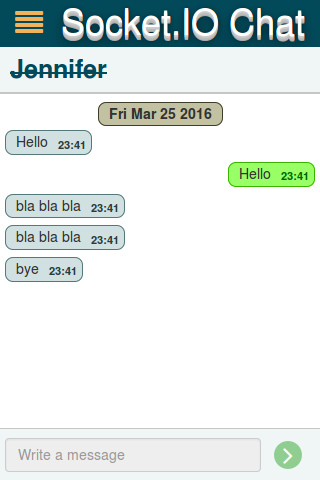 Socket.IO Chat
Jennifer
Fri Mar 25 2016
Hello 23:41
Hello 23:41
bla bla bla 23:41
bla bla bla 23:41
bye 23:41
Write a message